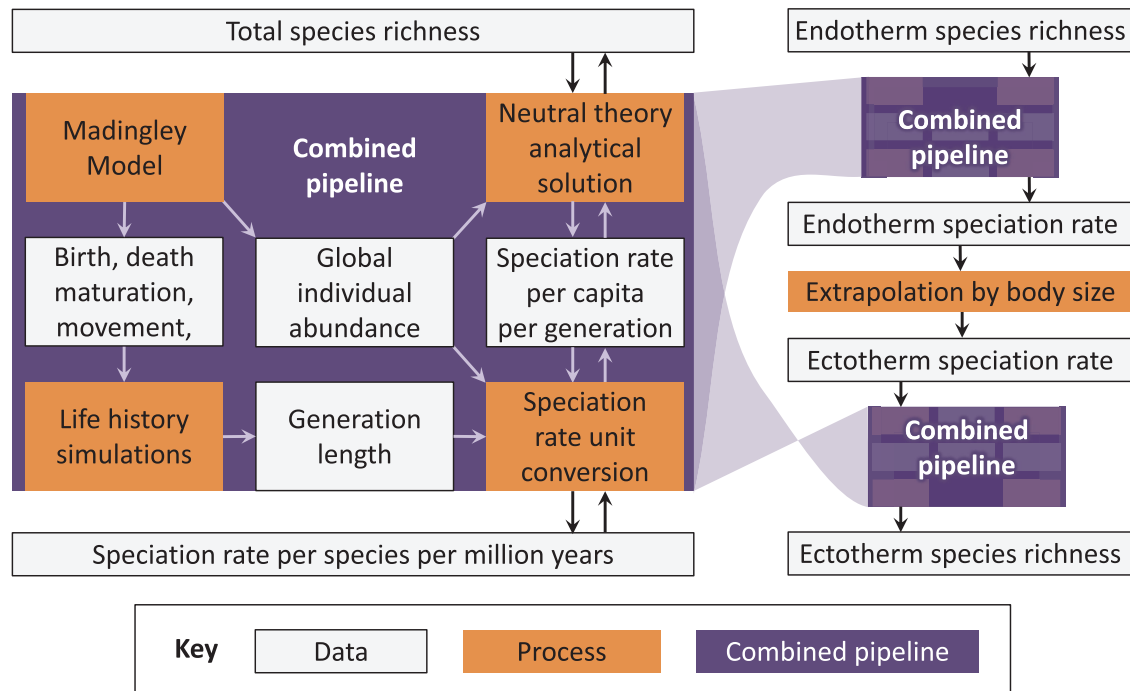 Total species richness
Madingley
Model
Combined
pipeline
Neutral theory
analytical
solution
Birth, death
maturation,
movement,
Global
individual
abundance
Speciation rate
per capita
per generation
Life history
simulations
Generation
length
Speciation
rate unit
conversion
Speciation rate per species per million years
Endotherm species richness
Combined
pipeline
Endotherm speciation rate
Extrapolation by body size
Ectotherm speciation rate
Combined
pipeline
Ectotherm species richness
Key
Data
Process
Combined pipeline